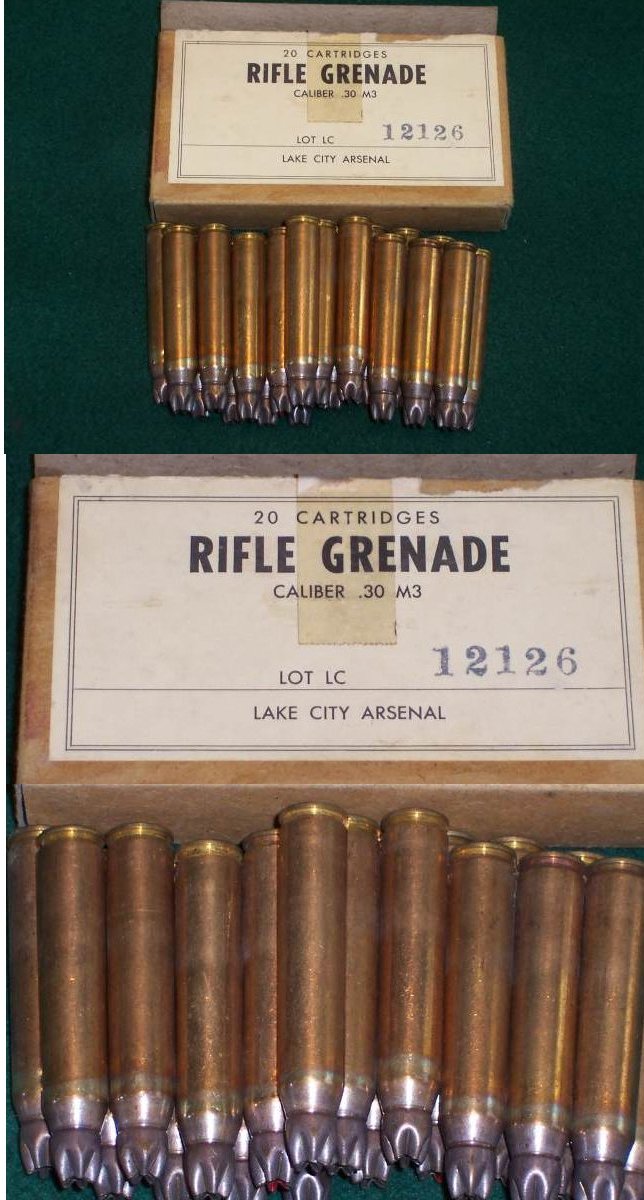 20 CARTRIDGES
RIFLE GRENADE
CALIBER .30 M3
LOT LC 12126
LAKE CITY ARSENAL
20 CARTRIDGES
RIFLE GRENADE
CALIBER .30 M3
LOT LC 12126
LAKE CITY ARSENAL